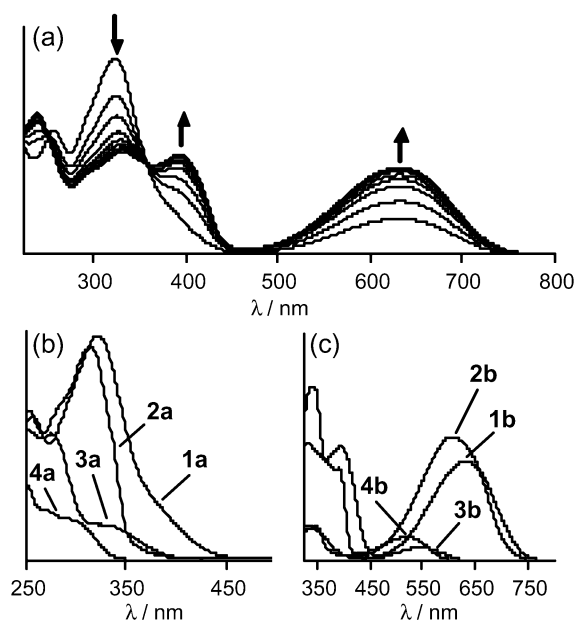 (a)
300 400 500 600 700 800
λ / nm
(b) (c)
2b
1b
2a
4a 3a 1a
4b
3b
250 350 450 350 450 550 650 750
λ / nm λ / nm